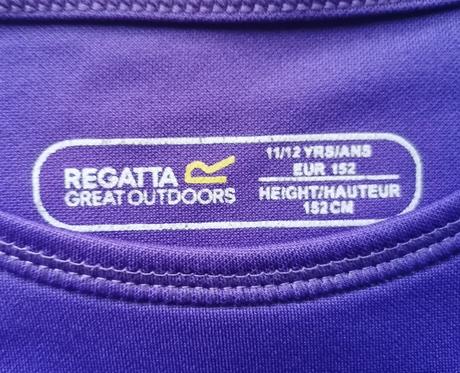 REGATTA R
GREAT OUTDOORS
11/12 YRS/ANS
EUR 152
HEIGHT/HAUTEUR
152 CM